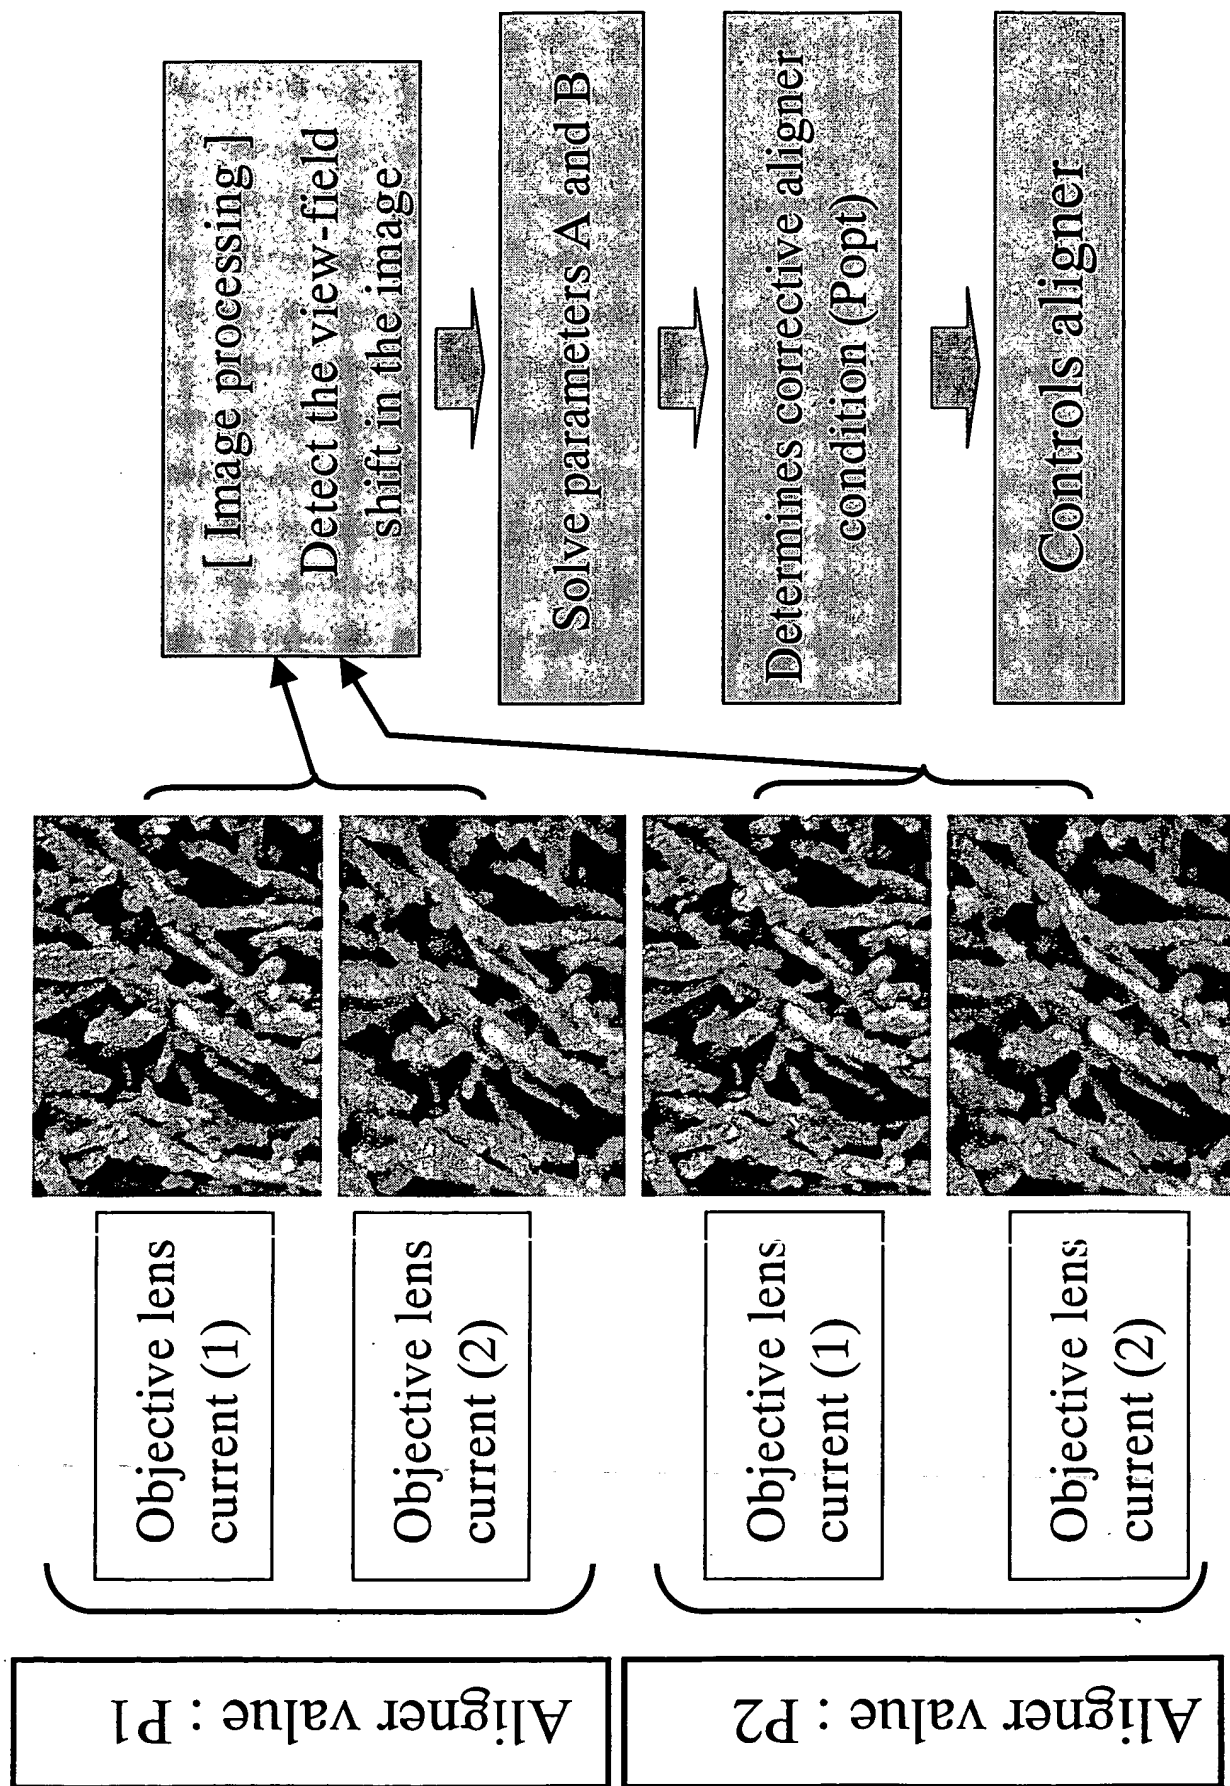 Aligner value : P1
Objective lens
current (1)
Objective lens
current (2)
Aligner value : P2
Objective lens
current (1)
Objective lens
current (2)
[ Image processing ]
Detect the view-field
shift in the image
Solve parameters A and B
Determines corrective aligner
condition (Popt)
Controls aligner